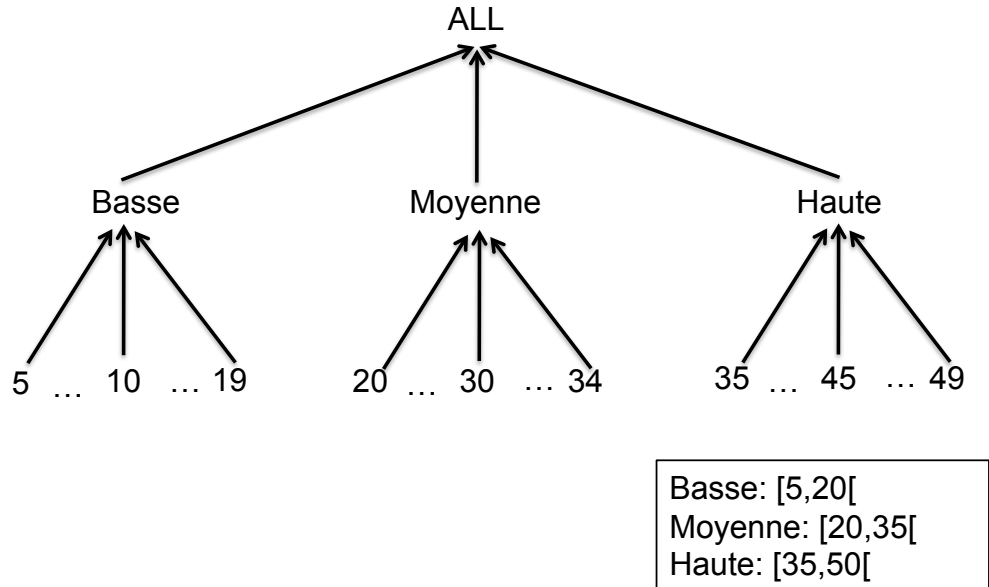 ALL
Basse Moyenne Haute
5 … 10 … 19 20 … 30 … 34 35 … 45 … 49
Basse: [5,20[
Moyenne: [20,35[
Haute: [35,50[